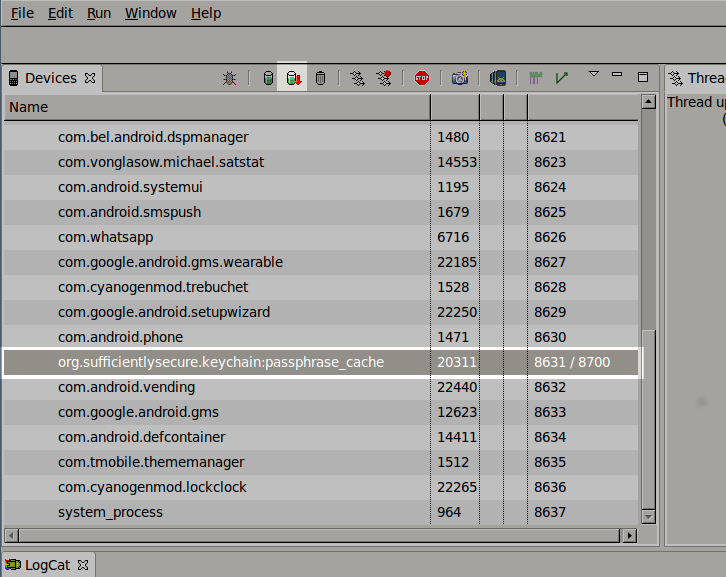 File Edit Run Window Help
Devices
STOP
Threa
Name
Thread up
(
com.bel.android.dspmanager 1480 8621
com.vonglasow.michael.satstat 14553 8623
com.android.systemui 1195 8624
com.android.smspush 1679 8625
com.whatsapp 6716 8626
com.google.android.gms.wearable 22185 8627
com.cyanogenmod.trebuchet 1528 8628
com.google.android.setupwizard 22250 8629
com.android.phone 1471 8630
org.sufficientlysecure.keychain:passphrase_cache 20311 8631 / 8700
com.android.vending 22440 8632
com.google.android.gms 12623 8633
com.android.defcontainer 14411 8634
com.tmobile.thememanager 1512 8635
com.cyanogenmod.lockclock 22265 8636
system_process 964 8637
LogCat